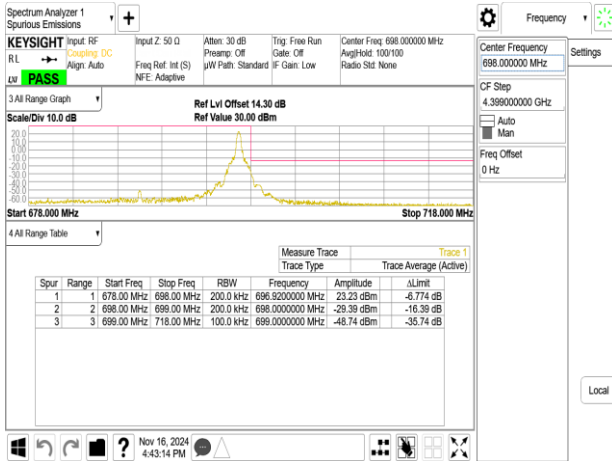 Spectrum Analyzer 1
Spurious Emissions
+
Frequency
KEYSIGHT Input: RF Input Z: 50 Ω Atten: 30 dB Trig: Free Run Center Freq: 698.000000 MHz
RL Coupling: DC Preamp: Off Gate: Off Avg|Hold: 100/100
Align: Auto Freq Ref: Int (S) µW Path: Standard IF Gain: Low Radio Std: None
NFE: Adaptive
LXI PASS
Center Frequency
698.000000 MHz
Settings
CF Step
4.399000000 GHz
Auto
Man
Freq Offset
0 Hz
3 All Range Graph
Ref Lvl Offset 14.30 dB
Scale/Div 10.0 dB Ref Value 30.00 dBm
20.0
10.0
0.00
-10.0
-20.0
-30.0
-40.0
-50.0
-60.0
Start 678.000 MHz Stop 718.000 MHz
4 All Range Table
Measure Trace Trace 1
Trace Type Trace Average (Active)
Spur Range Start Freq Stop Freq RBW Frequency Amplitude ΔLimit
1 1 678.00 MHz 698.00 MHz 200.0 kHz 696.9200000 MHz 23.23 dBm -6.774 dB
2 2 698.00 MHz 699.00 MHz 200.0 kHz 698.0000000 MHz -29.39 dBm -16.39 dB
3 3 699.00 MHz 718.00 MHz 100.0 kHz 699.0000000 MHz -48.74 dBm -35.74 dB
Local
? Nov 16, 2024
4:43:14 PM